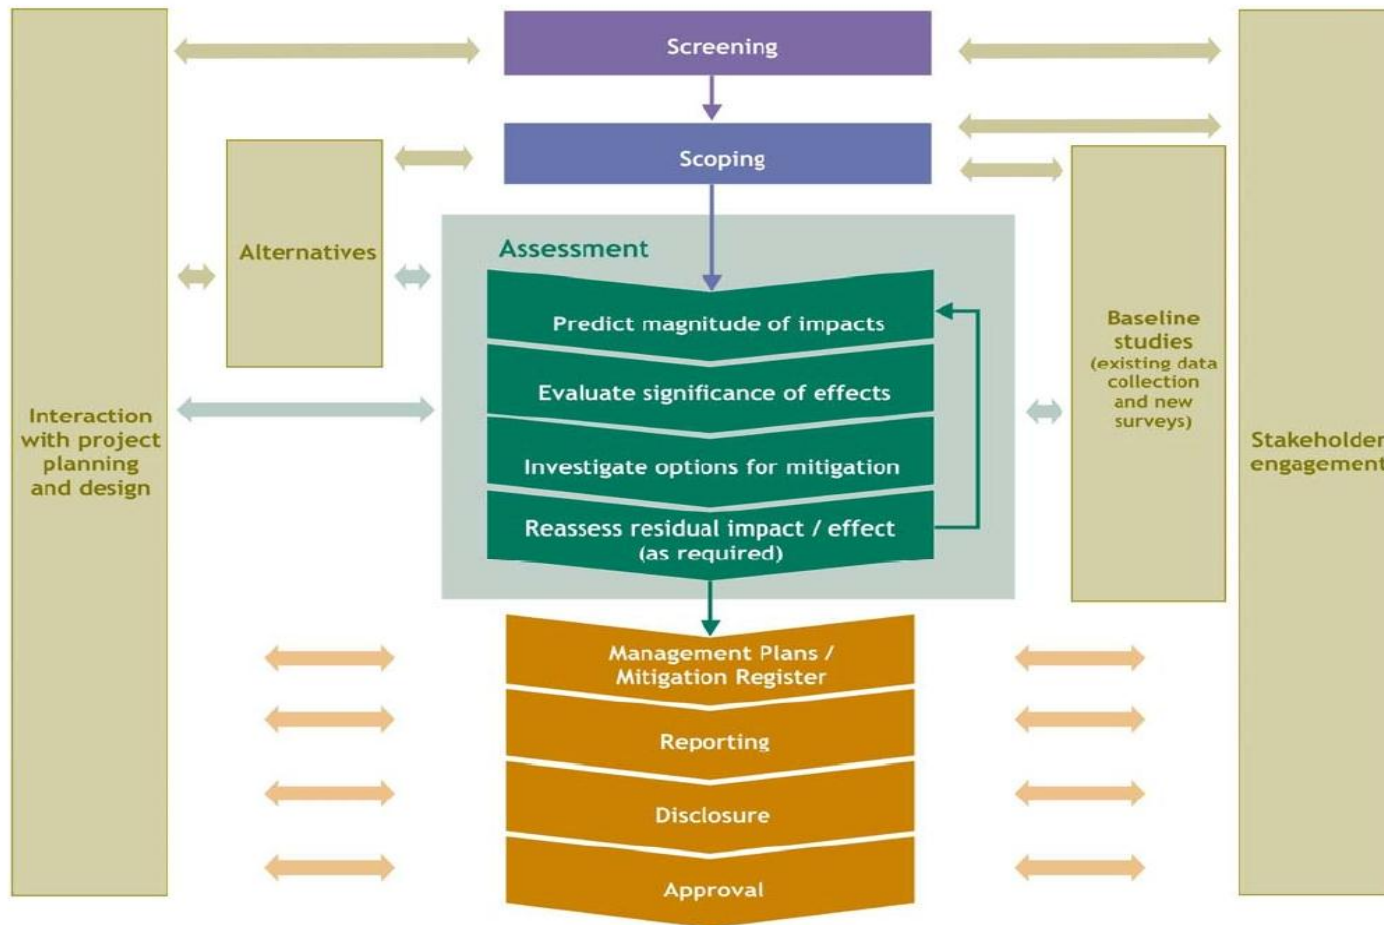 Screening
Scoping
Alternatives
Assessment
Predict magnitude of impacts
Evaluate significance of effects
Investigate options for mitigation
Reassess residual impact / effect
(as required)
Interaction
with project
planning
and design
Baseline
studies
(existing data
collection
and new
surveys)
Stakeholder
engagement
Management Plans /
Mitigation Register
Reporting
Disclosure
Approval